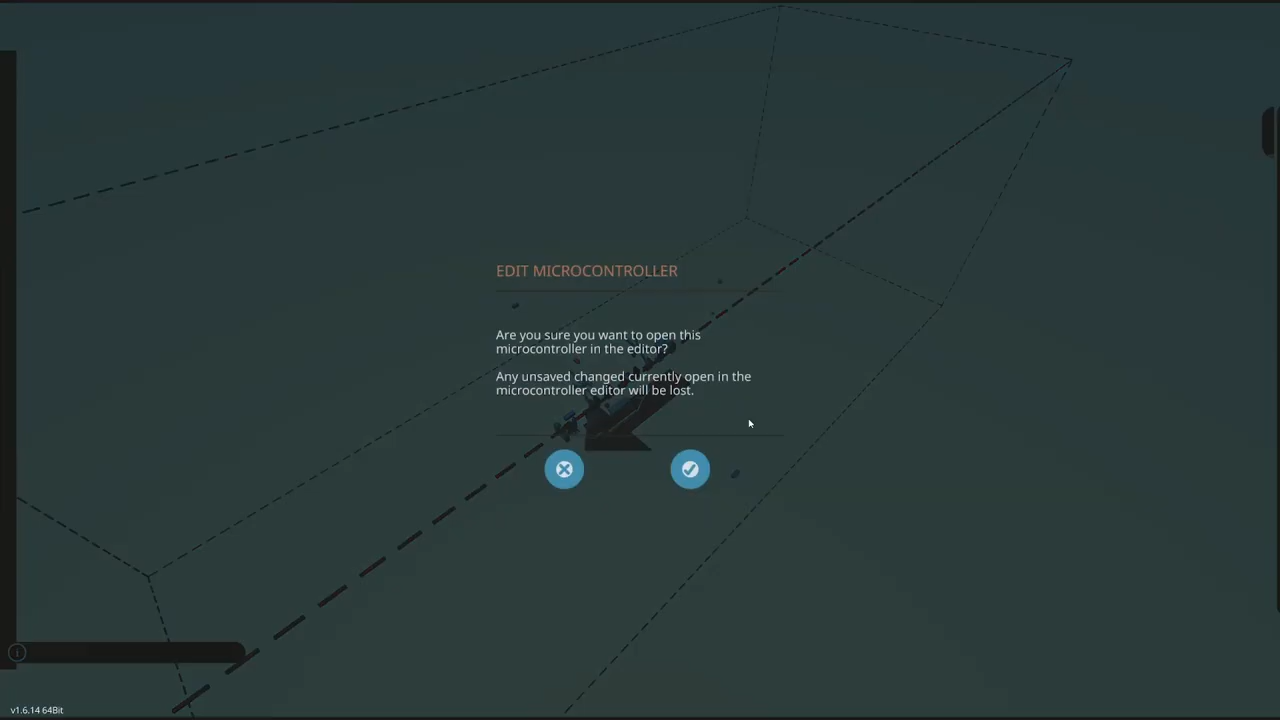 EDIT MICROCONTROLLER
Are you sure you want to open this
microcontroller in the editor?
Any unsaved changed currently open in the
microcontroller editor will be lost.
v1.6.14 64Bit